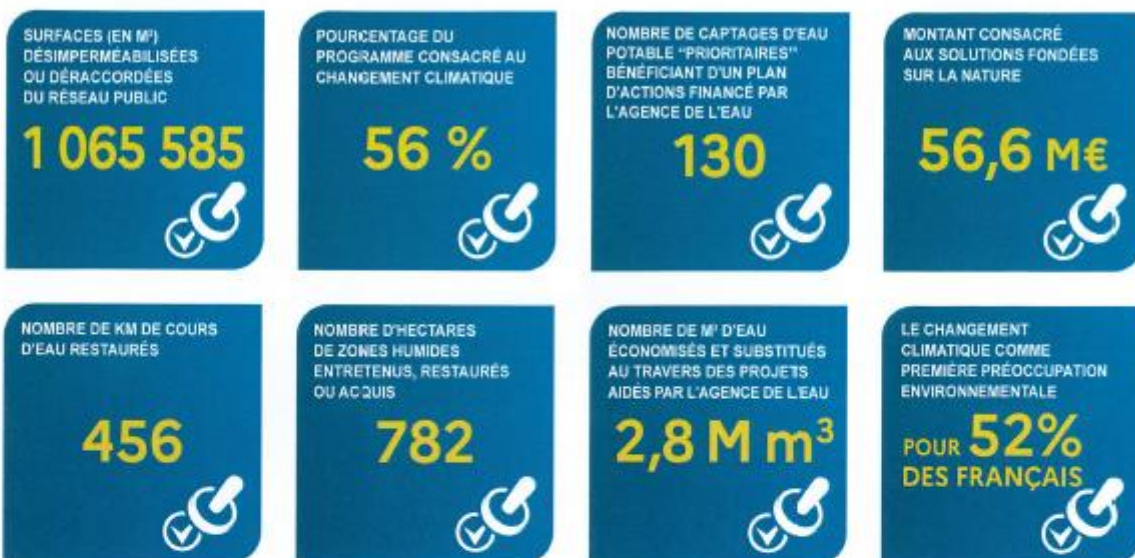 SURFACES (EN M²)
DÉSIMPERMÉABILISÉES
OU DÉRACCORDÉES
DU RÉSEAU PUBLIC
1 065 585
POURCENTAGE DU
PROGRAMME CONSACRÉ AU
CHANGEMENT CLIMATIQUE
56 %
NOMBRE DE CAPTAGES D'EAU
POTABLE "PRIORITAIRES"
BÉNÉFICIANT D'UN PLAN
D'ACTIONS FINANCÉ PAR
L'AGENCE DE L'EAU
130
MONTANT CONSACRÉ
AUX SOLUTIONS FONDÉES
SUR LA NATURE
56,6 M€
NOMBRE DE KM DE COURS
D'EAU RESTAURÉS
456
NOMBRE D'HECTARES
DE ZONES HUMIDES
ENTRETENUS, RESTAURÉS
OU ACQUIS
782
NOMBRE DE M³ D'EAU
ÉCONOMISÉS ET SUBSTITUÉS
AU TRAVERS DES PROJETS
AIDÉS PAR L'AGENCE DE L'EAU
2,8 M m³
LE CHANGEMENT
CLIMATIQUE COMME
PREMIÈRE PRÉOCCUPATION
ENVIRONNEMENTALE
POUR 52%
DES FRANÇAIS